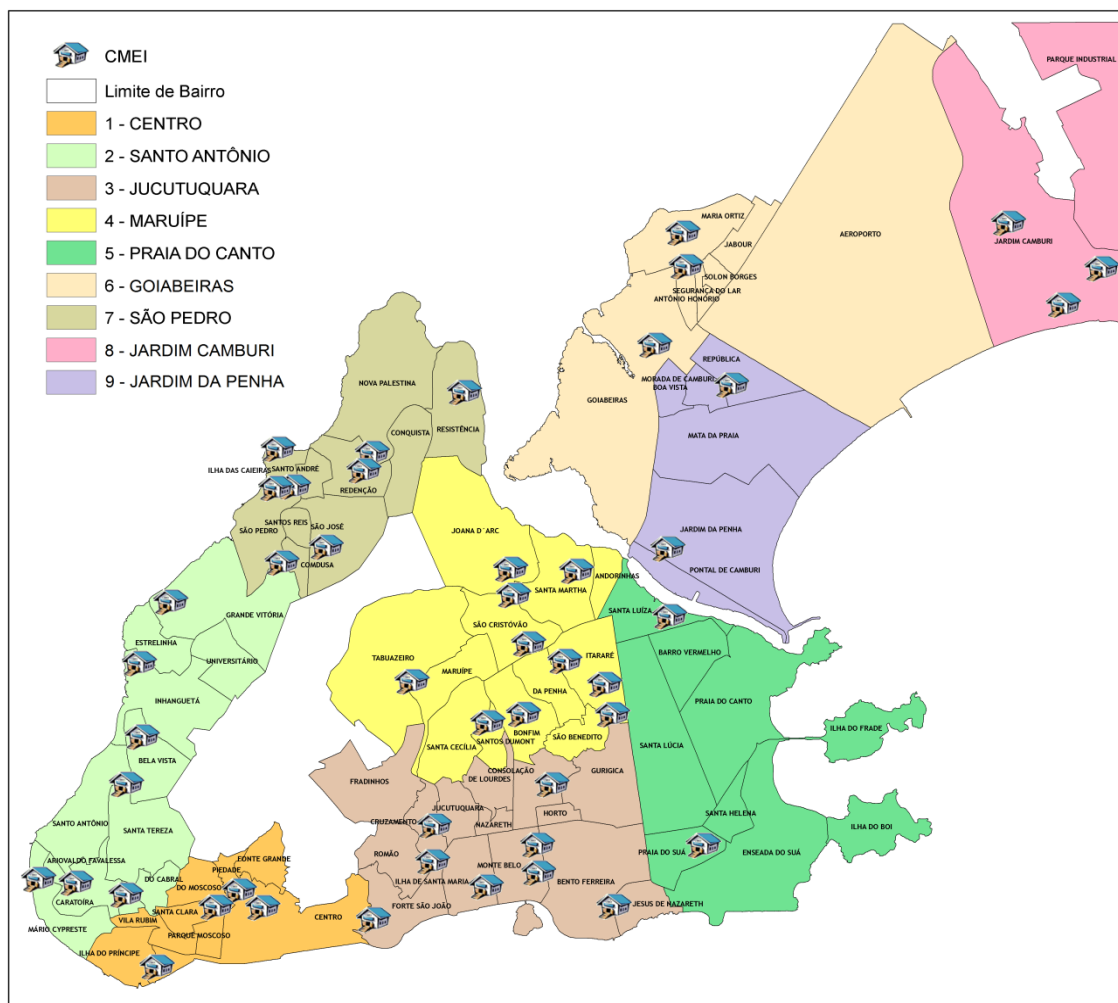 CMEI
Limite de Bairro
1 - CENTRO
2 - SANTO ANTÔNIO
3 - JUCUTUQUARA
4 - MARUÍPE
5 - PRAIA DO CANTO
6 - GOIABEIRAS
7 - SÃO PEDRO
8 - JARDIM CAMBURI
9 - JARDIM DA PENHA
PARQUE INDUSTRIAL
MARIA ORTIZ
AEROPORTO
JARDIM CAMBURI
JABOUR
SOLON BORGES
SEGURANÇA DO LAR
ANTÔNIO HONÓRIO
REPÚBLICA
MORADA DE CAMBURI
BOA VISTA
GOIABEIRAS
MATA DA PRAIA
JARDIM DA PENHA
PONTAL DE CAMBURI
NOVA PALESTINA
RESISTÊNCIA
CONQUISTA
ILHA DAS CAIEIRAS
SANTO ANDRÉ
REDENÇÃO
SANTOS REIS
SÃO JOSÉ
SÃO PEDRO
COMDUSA
JOANA D´ARC
ANDORINHAS
SANTA MARTHA
SÃO CRISTÓVÃO
TABUAZEIRO
MARUÍPE
ITARARÉ
DA PENHA
BONFIM
SANTA CECÍLIA
SANTOS DUMONT
SÃO BENEDITO
SANTA LUÍZA
BARRO VERMELHO
PRAIA DO CANTO
SANTA LÚCIA
ILHA DO FRADE
SANTA HELENA
ILHA DO BOI
PRAIA DO SUÁ
ENSEADA DO SUÁ
GRANDE VITÓRIA
ESTRELINHA
UNIVERSITÁRIO
INHANGUETÁ
BELA VISTA
SANTO ANTÔNIO
SANTA TEREZA
ARIOVALDO FAVALESSA
DO CABRAL
CARATOÍRA
MÁRIO CYPRESTE
FONTE GRANDE
PIEDADE
DO MOSCOSO
SANTA CLARA
VILA RUBIM
CENTRO
PARQUE MOSCOSO
ILHA DO PRÍNCIPE
FRADINHOS
CONSOLAÇÃO
GURIGICA
DE LOURDES
JUCUTUQUARA
HORTO
CRUZAMENTO
NAZARETH
ROMÃO
MONTE BELO
ILHA DE SANTA MARIA
BENTO FERREIRA
FORTE SÃO JOÃO
JESUS DE NAZARETH